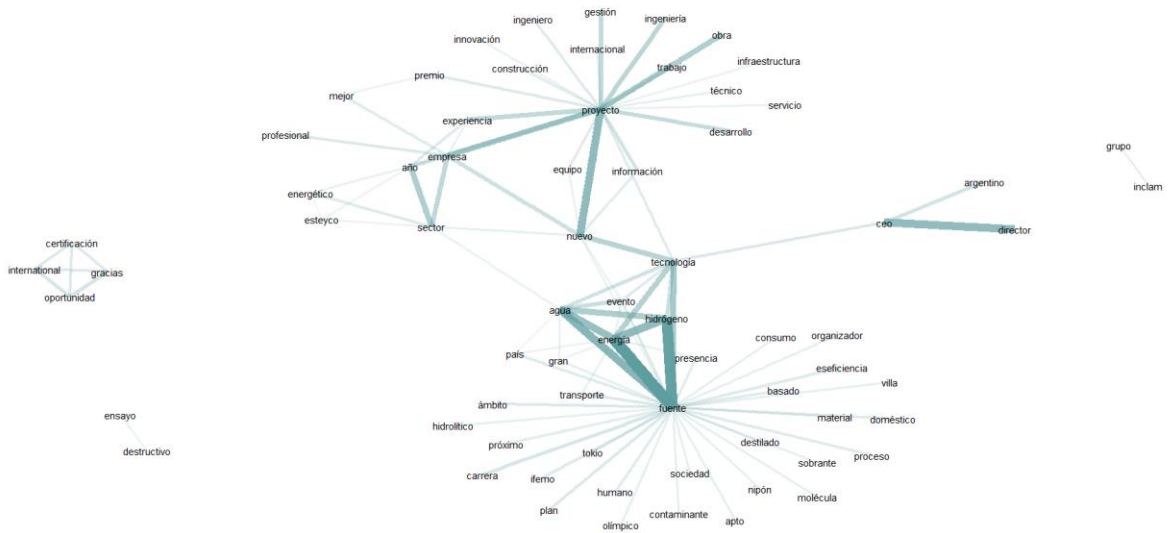 gestión
ingeniero
ingeniería
obra
innovación
internacional
infraestructura
construcción
trabajo
premio
técnico
mejor
servicio
proyecto
experiencia
desarrollo
profesional
grupo
empresa
año
equipo
información
argentino
inclam
energético
esteyco
sector
ceo
director
nuevo
certificación
tecnología
international
gracias
oportunidad
evento
agua
hidrógeno
energía
consumo
organizador
país
gran
presencia
eseficiencia
villa
transporte
basado
fuente
âmbito
material
doméstico
ensayo
hidrolítico
próximo
destilado
destructivo
tokio
proceso
sobrante
carrera
ifemo
sociedad
nipón
molécula
humano
plan
contaminante
apto
olímpico